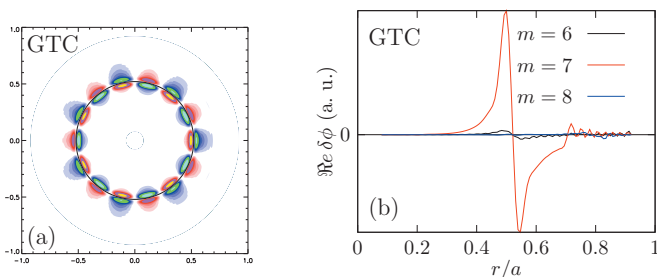 GTC
1.0
0.5
0.0
-0.5
-1.0
-1.0 -0.5 0.0 0.5 1.0
(a)
b)
GTC
m = 6
m = 7
m = 8
ℜe δϕ (a. u.)
0
(b)
0 0.2 0.4 0.6 0.8 1
r/a